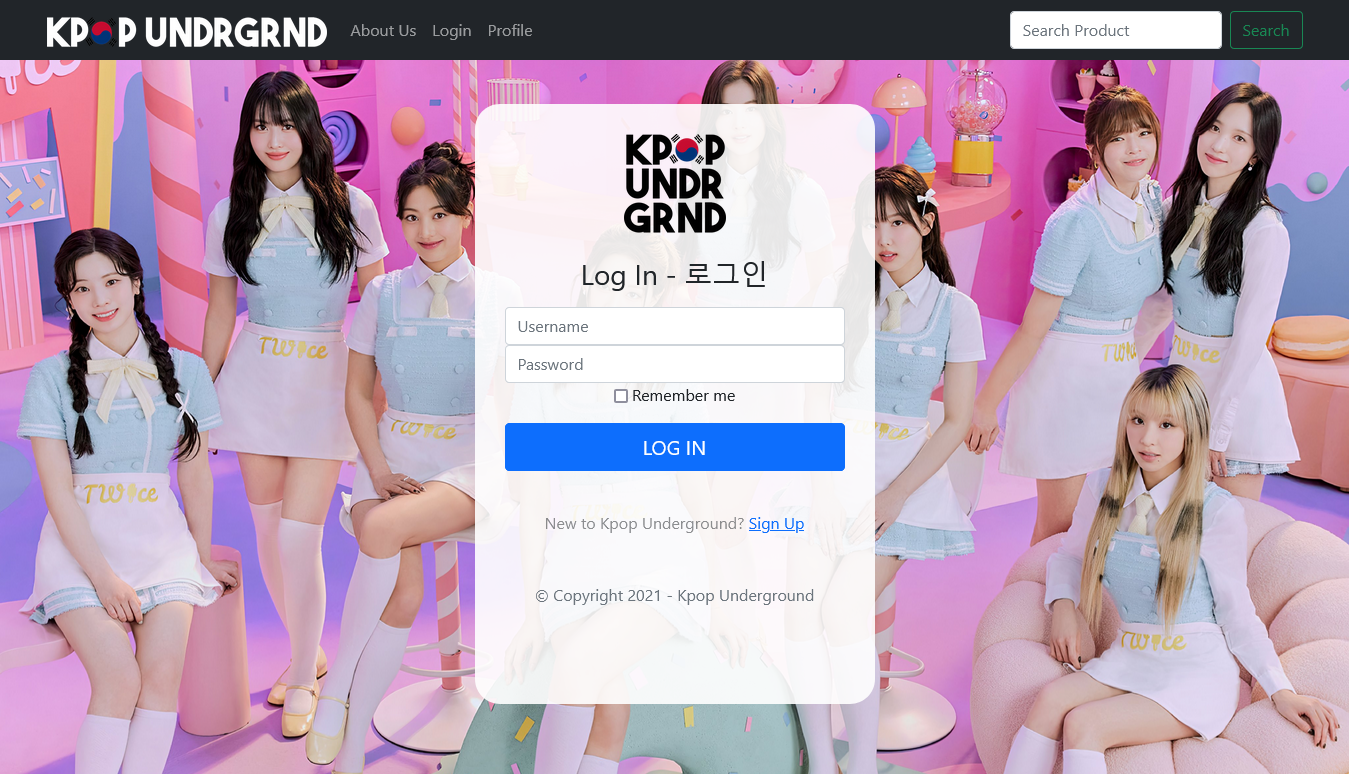 KPOP UNDRGRND
About Us Login Profile
Search Product
Search
KPOP
UNDR
GRND
Log In - 로그인
Username
Password
Remember me
LOG IN
New to Kpop Underground? Sign Up
© Copyright 2021 - Kpop Underground
TWice
TWice
TWice
TWice
TWice
TWice